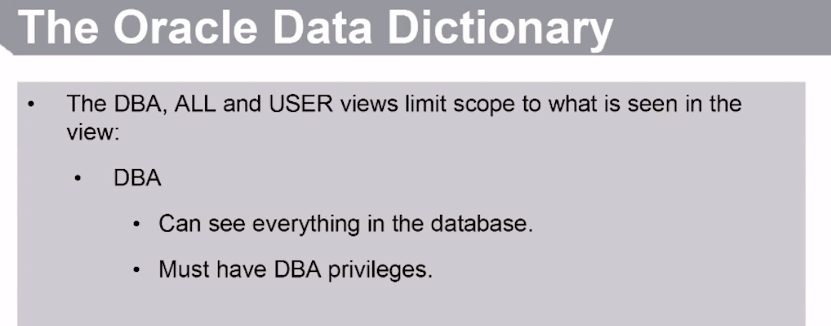 The Oracle Data Dictionary
• The DBA, ALL and USER views limit scope to what is seen in the
view:
• DBA
• Can see everything in the database.
• Must have DBA privileges.